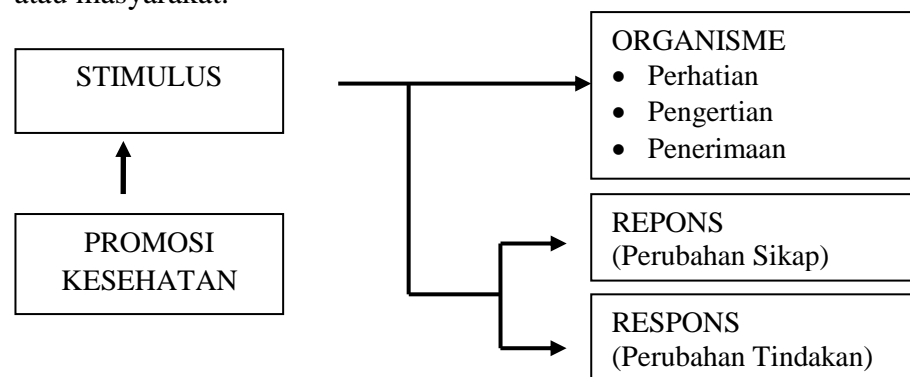 atau masyarakat.
STIMULUS
PROMOSI
KESEHATAN
ORGANISME
• Perhatian
• Pengertian
• Penerimaan
REPONS
(Perubahan Sikap)
RESPONS
(Perubahan Tindakan)